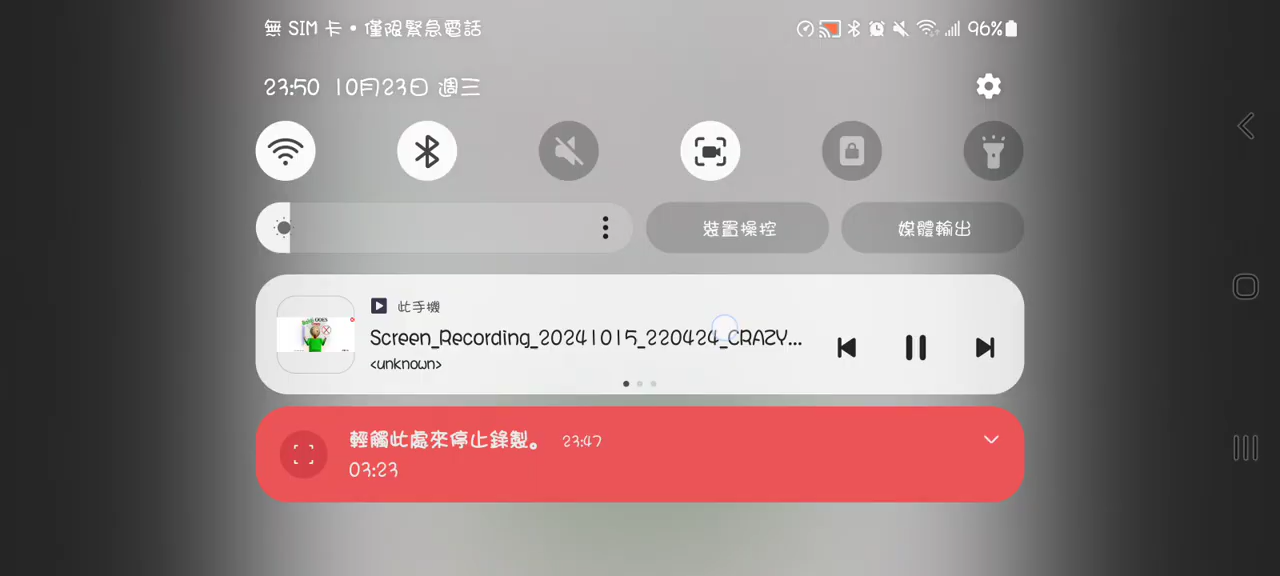 無 SIM 卡 • 僅限緊急電話
96%
23:50 10月23日 週三
裝置操控
媒體輸出
此手機
Screen_Recording_20241015_220424_CRAZY...
<unknown>
輕觸此處來停止錄製。 23:47
03:23